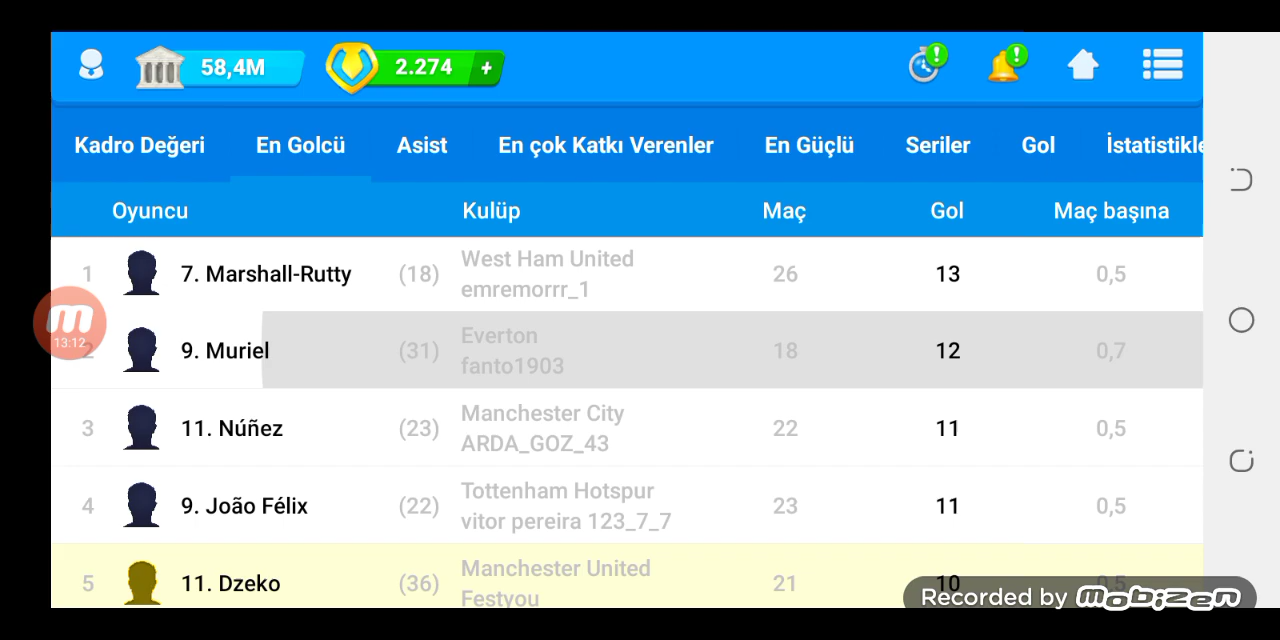 58,4M 2.274 +
Kadro Değeri En Golcü Asist En çok Katkı Verenler En Güçlü Seriler Gol İstatistikle
Oyuncu Kulüp Maç Gol Maç başına
1 7. Marshall-Rutty (18) West Ham United 26 13 0,5
emremorrr_1
2 9. Muriel (31) Everton 18 12 0,7
fanto1903
13:12
3 11. Núñez (23) Manchester City 22 11 0,5
ARDA_GOZ_43
4 9. João Félix (22) Tottenham Hotspur 23 11 0,5
vitor pereira 123_7_7
5 11. Dzeko (36) Manchester United 21 10 0,5
Festyou
Recorded by mobizen